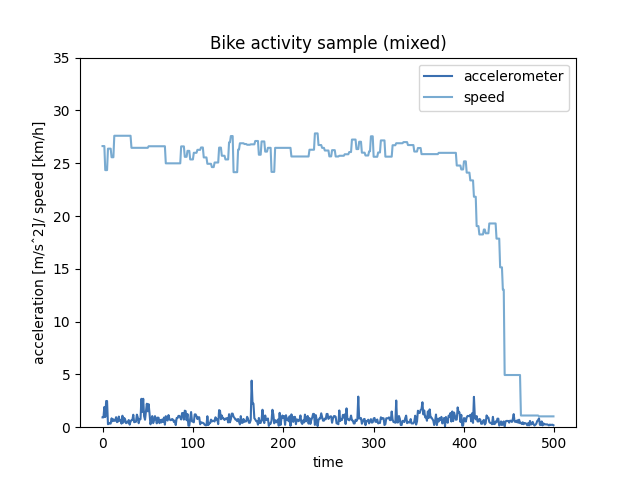 Bike activity sample (mixed)
accelerometer
speed
acceleration [m/sˆ2]/ speed [km/h]
35
30
25
20
15
10
5
0
0 100 200 300 400 500
time